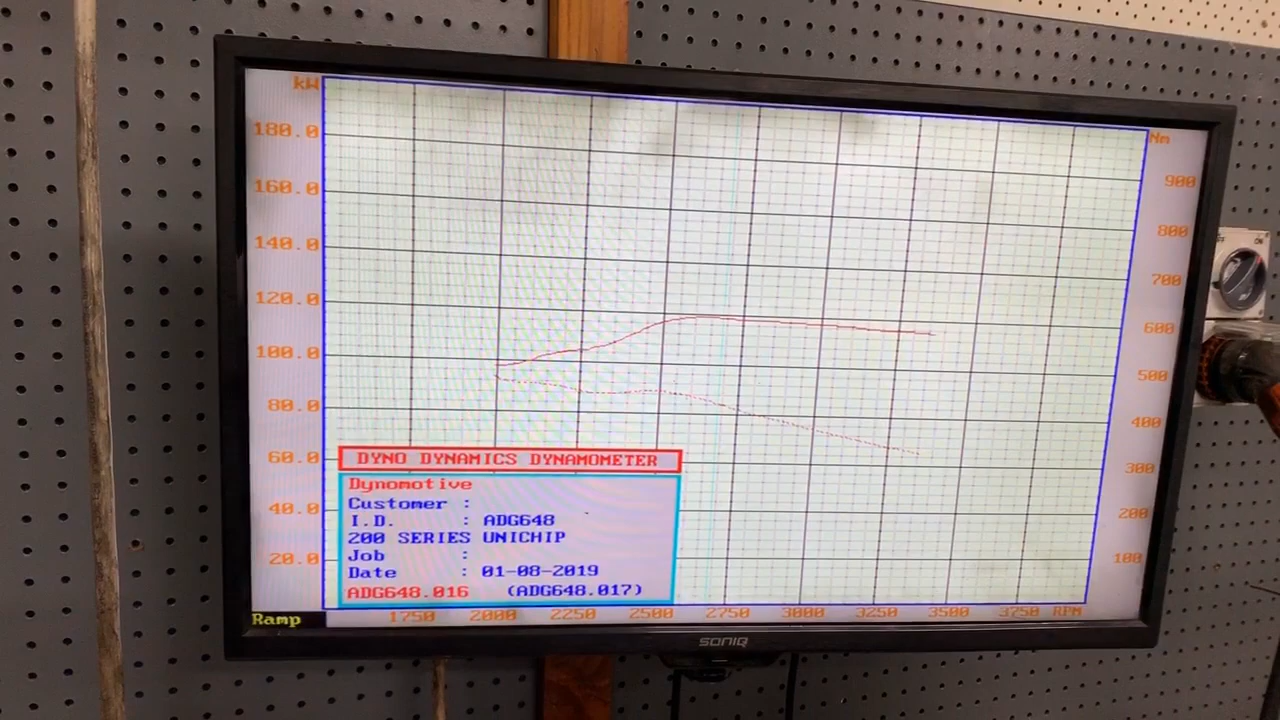 kW
Nm
180.0
900
160.0
800
140.0
700
120.0
600
100.0
500
80.0
400
60.0
300
40.0
200
20.0
100
DYNO DYNAMICS DYNAMOMETER
Dynomotive
Customer :
I.D. : ADG648
200 SERIES UNICHIP
Job :
Date : 01-08-2019
ADG648.016 (ADG648.017)
Ramp
1750 2000 2250 2500 2750 3000 3250 3500 3750 RPM
SONIQ